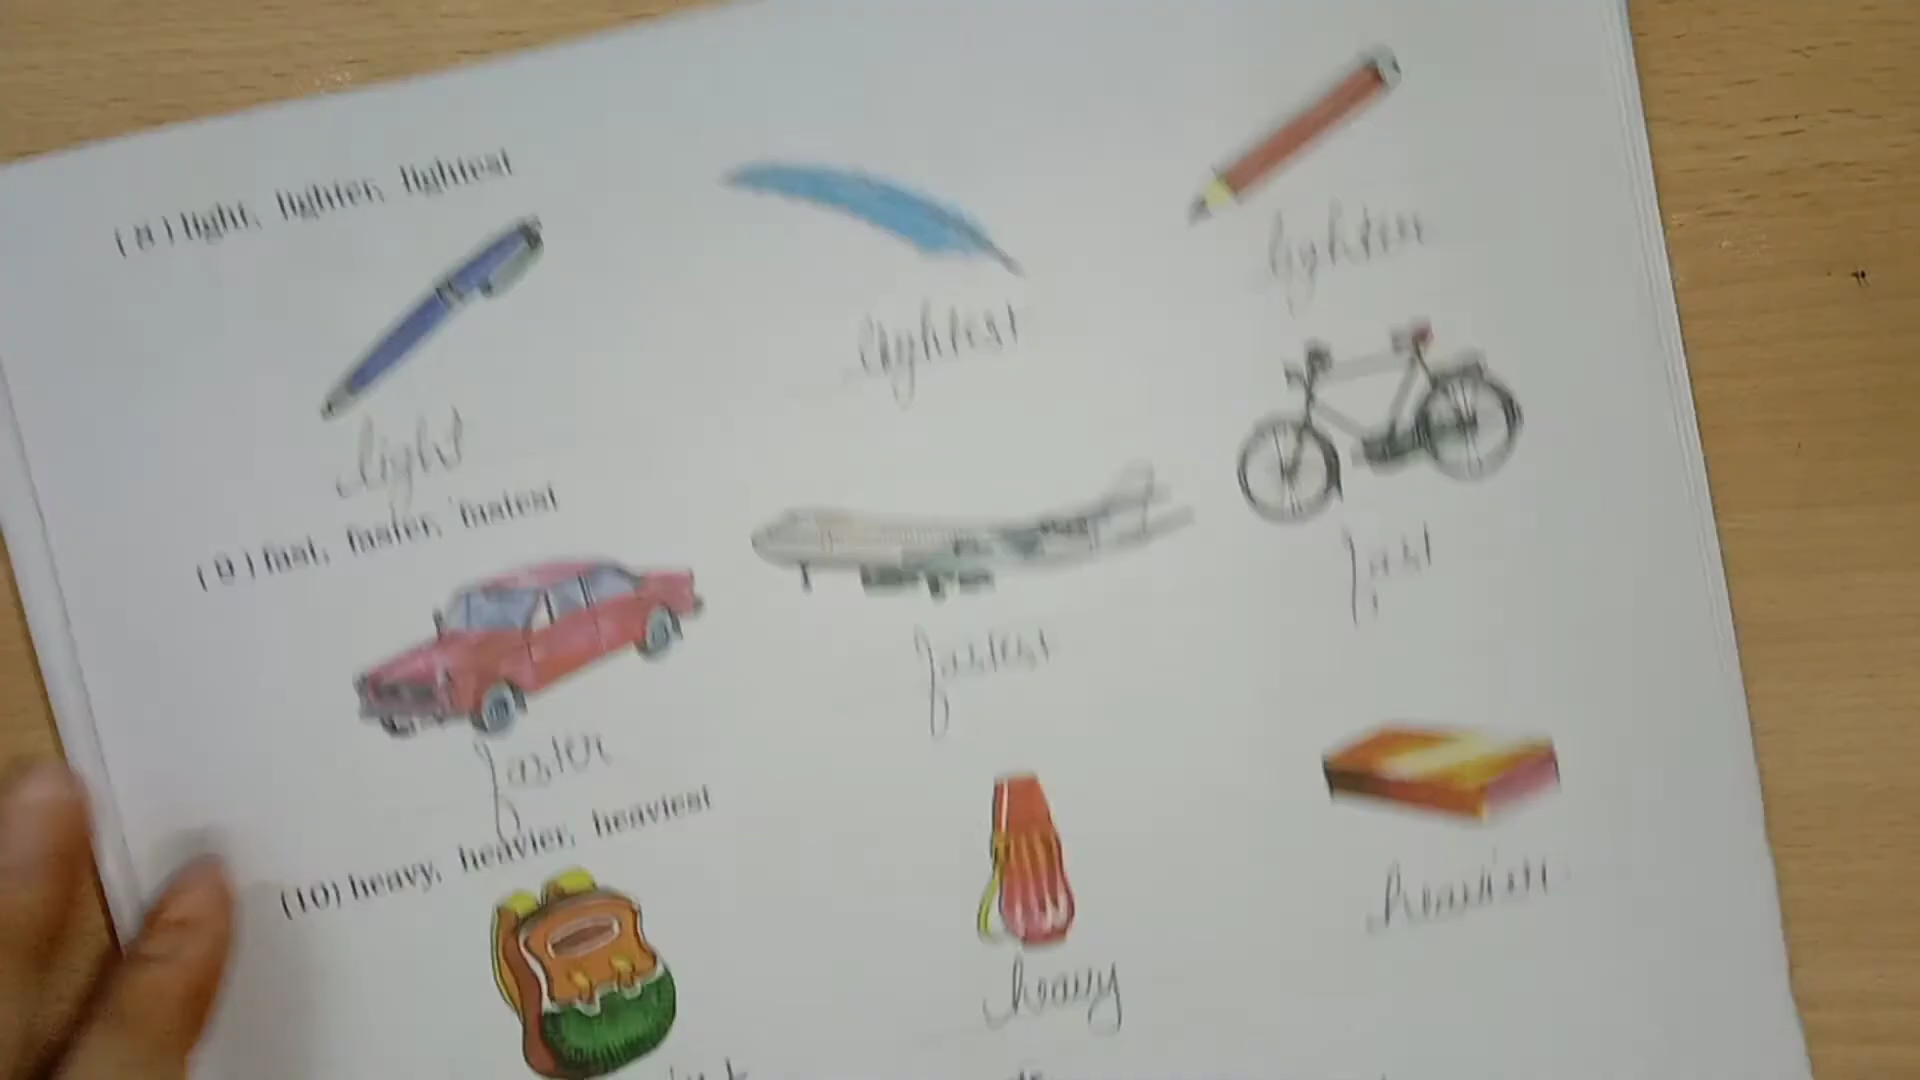 (8) light, lighter, lightest
light
lightest
lighter
(9) fast, faster, fastest
faster
fastest
fast
(10) heavy, heavier, heaviest
heavy
heavier